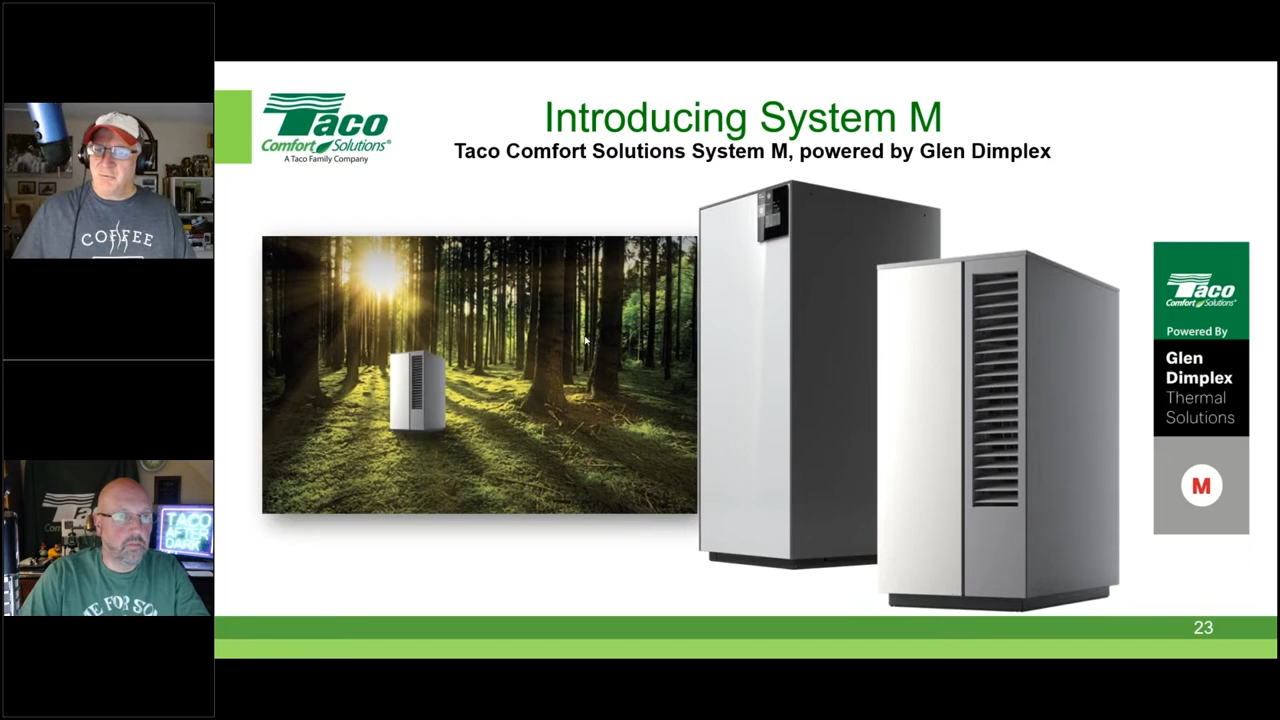 Taco
Comfort Solutions®
A Taco Family Company
Introducing System M
Taco Comfort Solutions System M, powered by Glen Dimplex
Taco
Comfort Solutions®
Powered By
Glen
Dimplex
Thermal
Solutions
M
23
COFFEE
TACO
AFTER
DARK